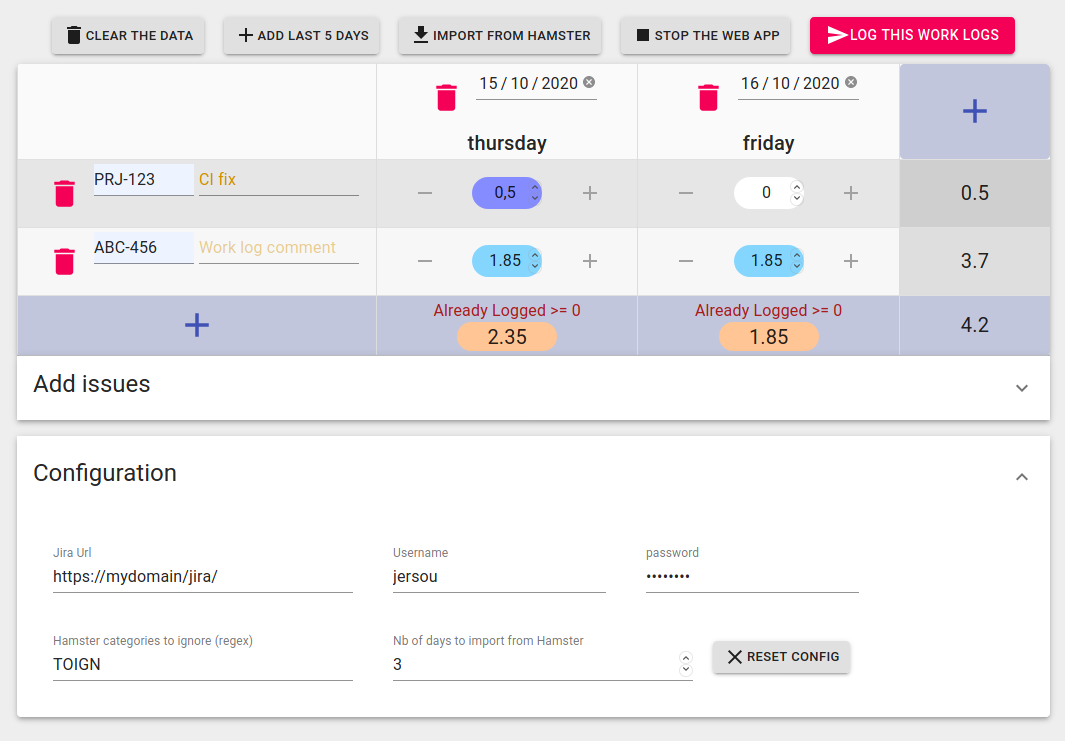 CLEAR THE DATA
ADD LAST 5 DAYS
IMPORT FROM HAMSTER
STOP THE WEB APP
LOG THIS WORK LOGS
15 / 10 / 2020
16 / 10 / 2020
thursday
friday
PRJ-123
CI fix
0,5
0
0.5
ABC-456
Work log comment
1.85
1.85
3.7
Already Logged >= 0
Already Logged >= 0
2.35
1.85
4.2
Add issues
Configuration
Jira Url
Username
password
https://mydomain/jira/
jersou
••••••••
Hamster categories to ignore (regex)
Nb of days to import from Hamster
TOIGN
3
RESET CONFIG